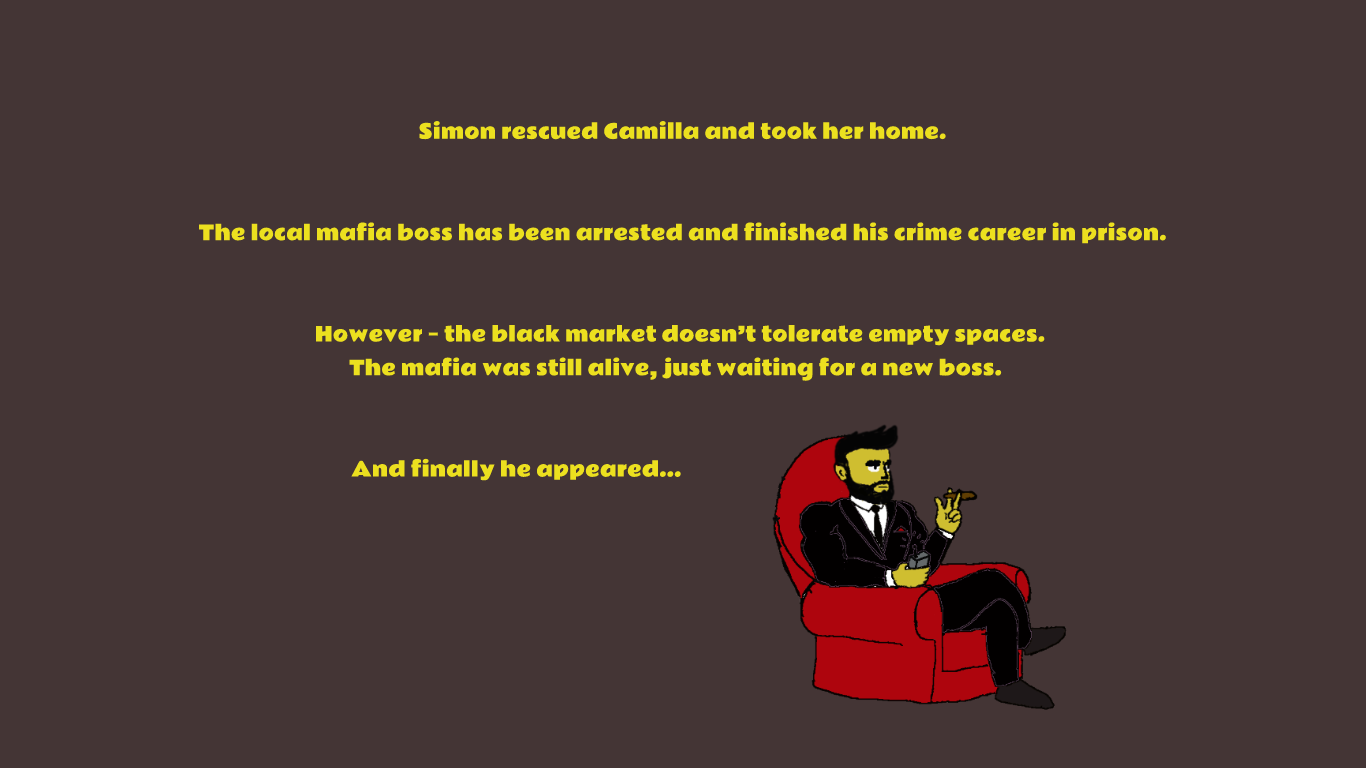 Simon rescued Camilla and took her home.
The local mafia boss has been arrested and finished his crime career in prison.
However - the black market doesn’t tolerate empty spaces.
The mafia was still alive, just waiting for a new boss.
And finally he appeared...